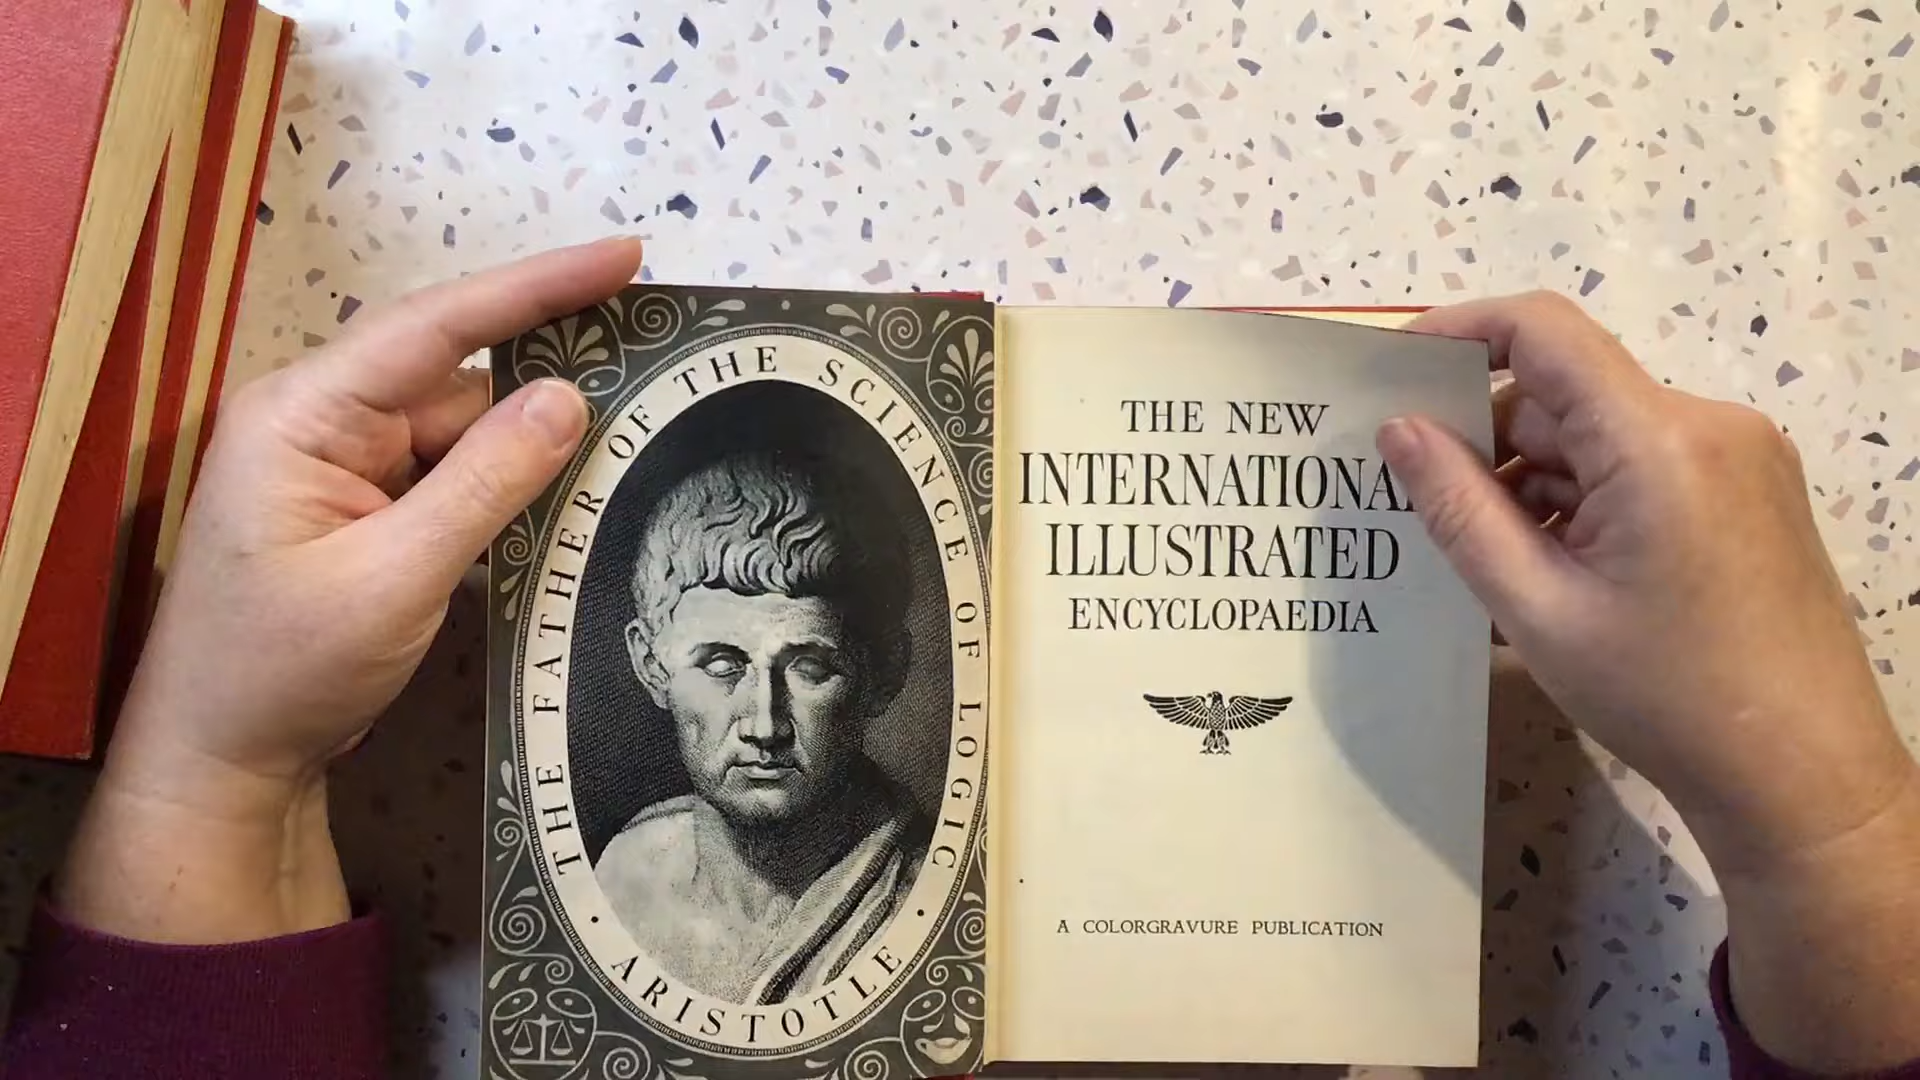 THE FATHER OF THE SCIENCE OF LOGIC
• ARISTOTLE •
THE NEW
INTERNATIONAL
ILLUSTRATED
ENCYCLOPAEDIA
A COLORGRAVURE PUBLICATION